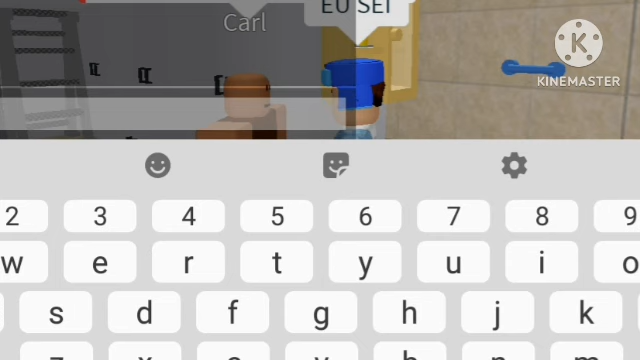 EU SEI
Carl
K
KINEMASTER
2 3 4 5 6 7 8 9
w e r t y u i o
s d f g h j k